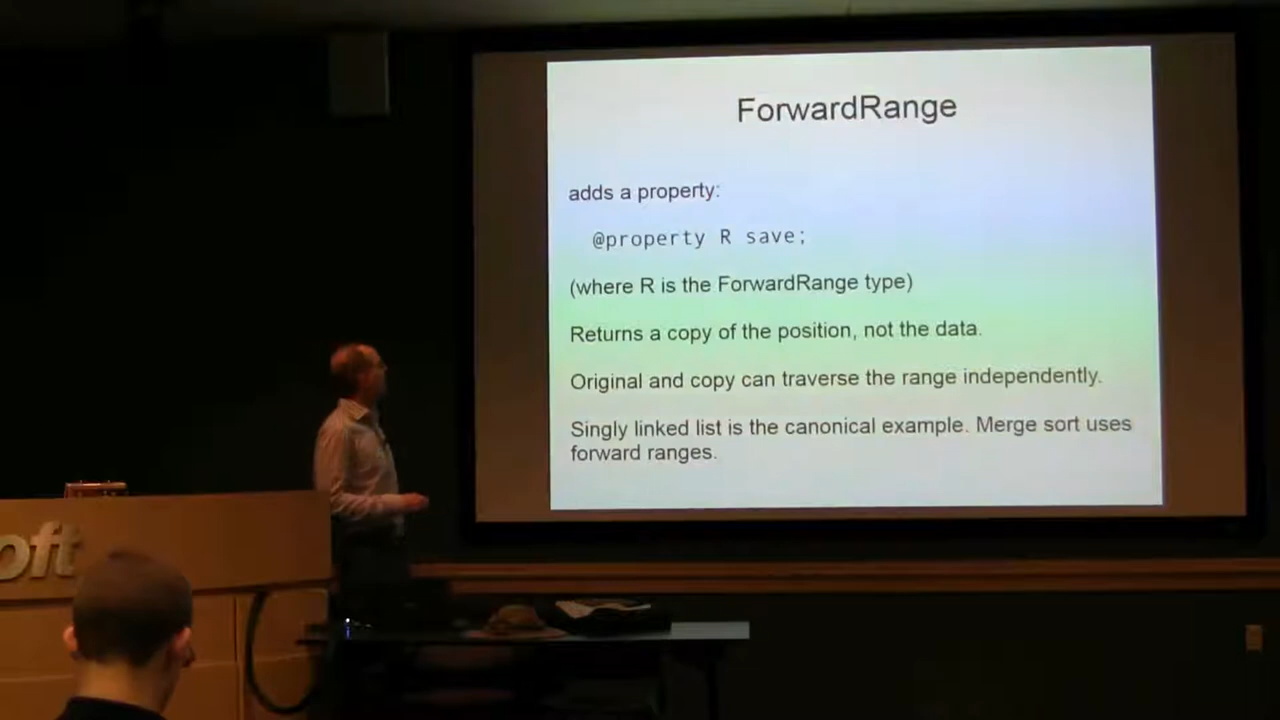 ForwardRange
adds a property:
@property R save;
(where R is the ForwardRange type)
Returns a copy of the position, not the data.
Original and copy can traverse the range independently.
Singly linked list is the canonical example. Merge sort uses
forward ranges.
oft